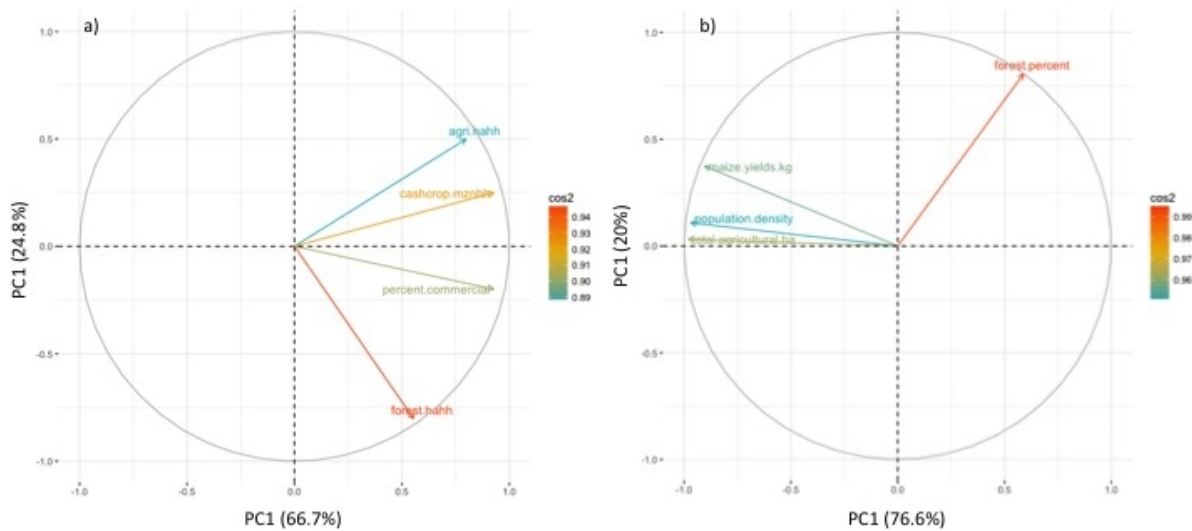 a)
1.0
0.5
0.0
-0.5
-1.0
PC1 (24.8%)
agri.hahh
percent.commercial
forest.hahh
-1.0 -0.5 0.0 0.5 1.0
PC1 (66.7%)
cos2
0.94
0.93
0.92
0.91
0.90
0.89
b)
1.0
0.5
0.0
-0.5
-1.0
PC1 (20%)
forest.percent
maize.yields.kg
population.density
total.agricultural.ha
-1.0 -0.5 0.0 0.5 1.0
PC1 (76.6%)
cos2
0.99
0.98
0.97
0.96